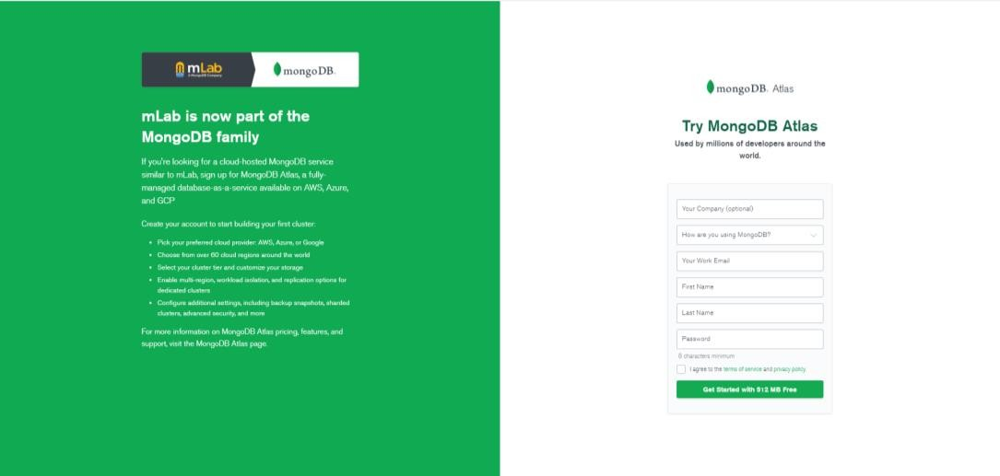 mLab
A MongoDB Company
mongoDB.
mLab is now part of the
MongoDB family
If you're looking for a cloud-hosted MongoDB service
similar to mLab, sign up for MongoDB Atlas, a fully-
managed database-as-a-service available on AWS, Azure,
and GCP
Create your account to start building your first cluster:
• Pick your preferred cloud provider: AWS, Azure, or Google
• Choose from over 60 cloud regions around the world
• Select your cluster tier and customize your storage
• Enable multi-region, workload isolation, and replication options for
dedicated clusters
• Configure additional settings, including backup snapshots, sharded
clusters, advanced security, and more
For more information on MongoDB Atlas pricing, features, and
support, visit the MongoDB Atlas page.
mongoDB. Atlas
Try MongoDB Atlas
Used by millions of developers around the
world.
Your Company (optional)
How are you using MongoDB?
Your Work Email
First Name
Last Name
Password
8 characters minimum
I agree to the terms of service and privacy policy.
Get Started with 512 MB Free